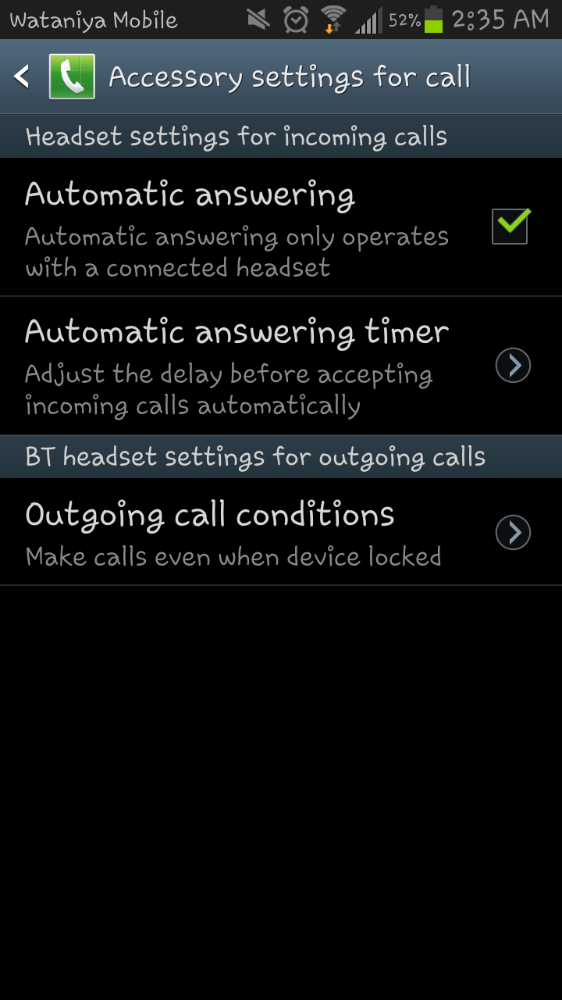 Wataniya Mobile 52% 2:35 AM
Accessory settings for call
Headset settings for incoming calls
Automatic answering
Automatic answering only operates
with a connected headset
Automatic answering timer
Adjust the delay before accepting
incoming calls automatically
BT headset settings for outgoing calls
Outgoing call conditions
Make calls even when device locked